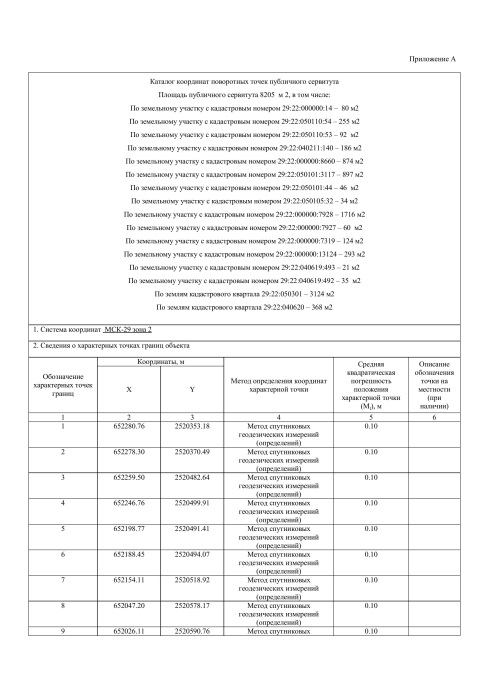 Приложение А
Каталог координат поворотных точек публичного сервитута
Площадь публичного сервитута 8205 м 2, в том числе:
По земельному участку с кадастровым номером 29:22:000000:14 – 80 м2
По земельному участку с кадастровым номером 29:22:050110:54 – 255 м2
По земельному участку с кадастровым номером 29:22:050110:53 – 92 м2
По земельному участку с кадастровым номером 29:22:040211:140 – 186 м2
По земельному участку с кадастровым номером 29:22:000000:8660 – 874 м2
По земельному участку с кадастровым номером 29:22:050101:3117 – 897 м2
По земельному участку с кадастровым номером 29:22:050101:44 – 46 м2
По земельному участку с кадастровым номером 29:22:050105:32 – 34 м2
По земельному участку с кадастровым номером 29:22:000000:7928 – 1716 м2
По земельному участку с кадастровым номером 29:22:000000:7927 – 60 м2
По земельному участку с кадастровым номером 29:22:000000:7319 – 124 м2
По земельному участку с кадастровым номером 29:22:000000:13124 – 293 м2
По земельному участку с кадастровым номером 29:22:040619:493 – 21 м2
По земельному участку с кадастровым номером 29:22:040619:492 – 35 м2
По землям кадастрового квартала 29:22:050301 – 3124 м2
По землям кадастрового квартала 29:22:040620 – 368 м2
1. Система координат МСК-29 зона 2
2. Сведения о характерных точках границ объекта
Обозначение
характерных точек
границ
Координаты, м
X Y
Метод определения координат
характерной точки
Средняя
квадратическая
погрешность
положения
характерной точки
(Mt), м
Описание
обозначения
точки на
местности
(при
наличии)
1 2 3 4 5 6
1 652280.76 2520353.18 Метод спутниковых
геодезических измерений
(определений) 0.10
2 652278.30 2520370.49 Метод спутниковых
геодезических измерений
(определений) 0.10
3 652259.50 2520482.64 Метод спутниковых
геодезических измерений
(определений) 0.10
4 652246.76 2520499.91 Метод спутниковых
геодезических измерений
(определений) 0.10
5 652198.77 2520491.41 Метод спутниковых
геодезических измерений
(определений) 0.10
6 652188.45 2520494.07 Метод спутниковых
геодезических измерений
(определений) 0.10
7 652154.11 2520518.92 Метод спутниковых
геодезических измерений
(определений) 0.10
8 652047.20 2520578.17 Метод спутниковых
геодезических измерений
(определений) 0.10
9 652026.11 2520590.76 Метод спутниковых 0.10